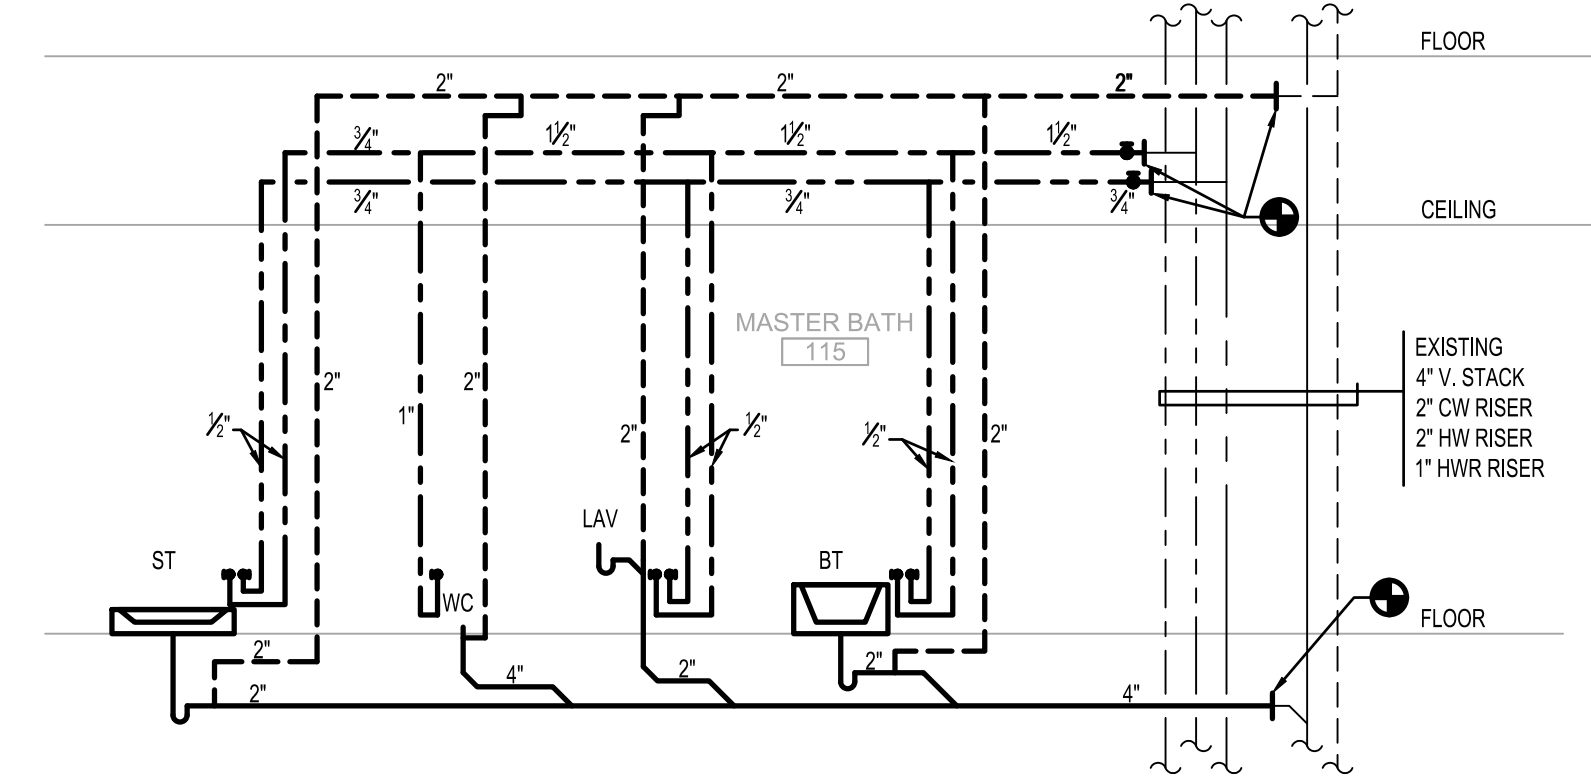 FLOOR
2" 2" 2"
3/4" 1 1/2" 1 1/2" 1 1/2"
3/4" 3/4" 3/4"
CEILING
MASTER BATH
115
EXISTING
4" V. STACK
2" CW RISER
2" HW RISER
1" HWR RISER
2" 2"
1/2" 1" 2" 1/2" 1/2" 2"
LAV
ST BT
WC
FLOOR
2" 4" 2" 2"
2" 4"